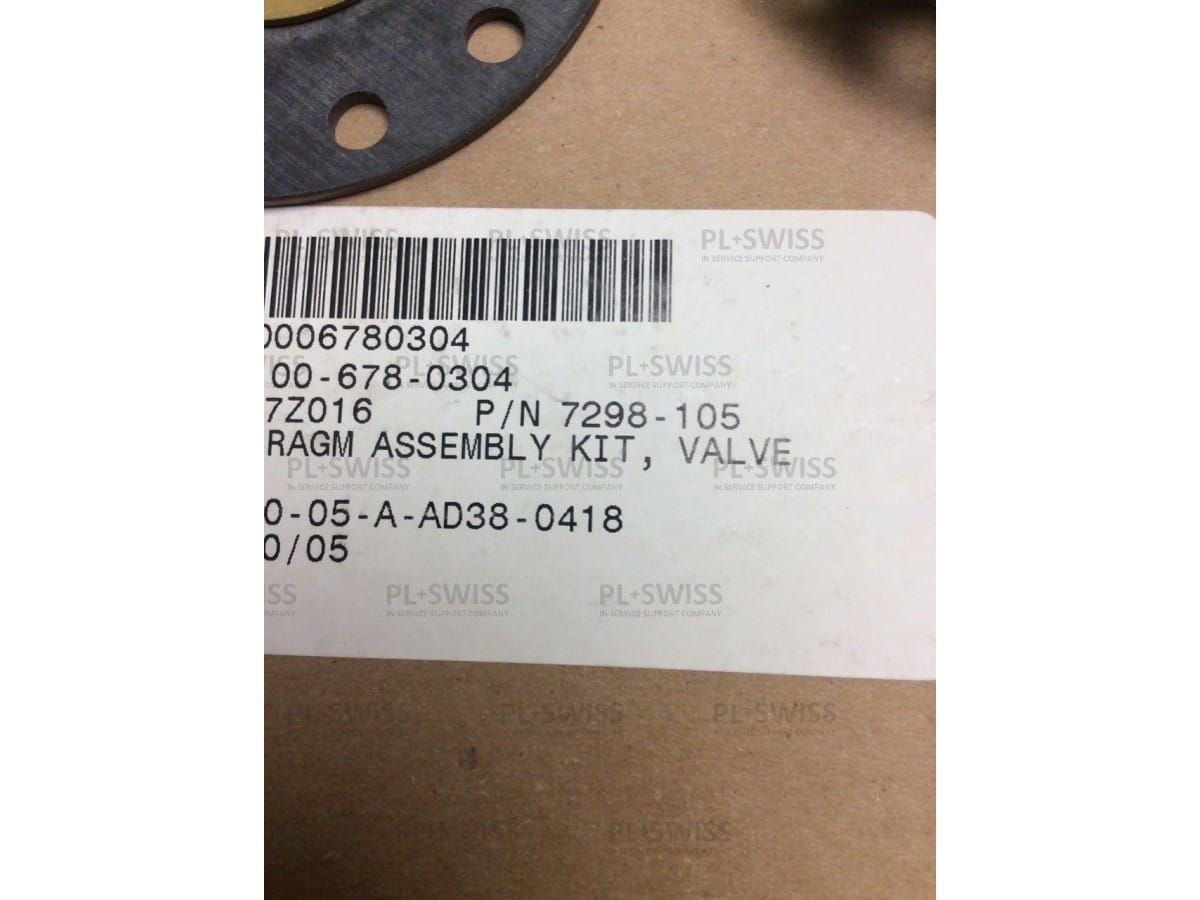 0006780304
00-678-0304
7Z016 P/N 7298-105
RAGM ASSEMBLY KIT, VALVE
0-05-A-AD38-0418
0/05
PL+SWISS
IN SERVICE SUPPORT COMPANY